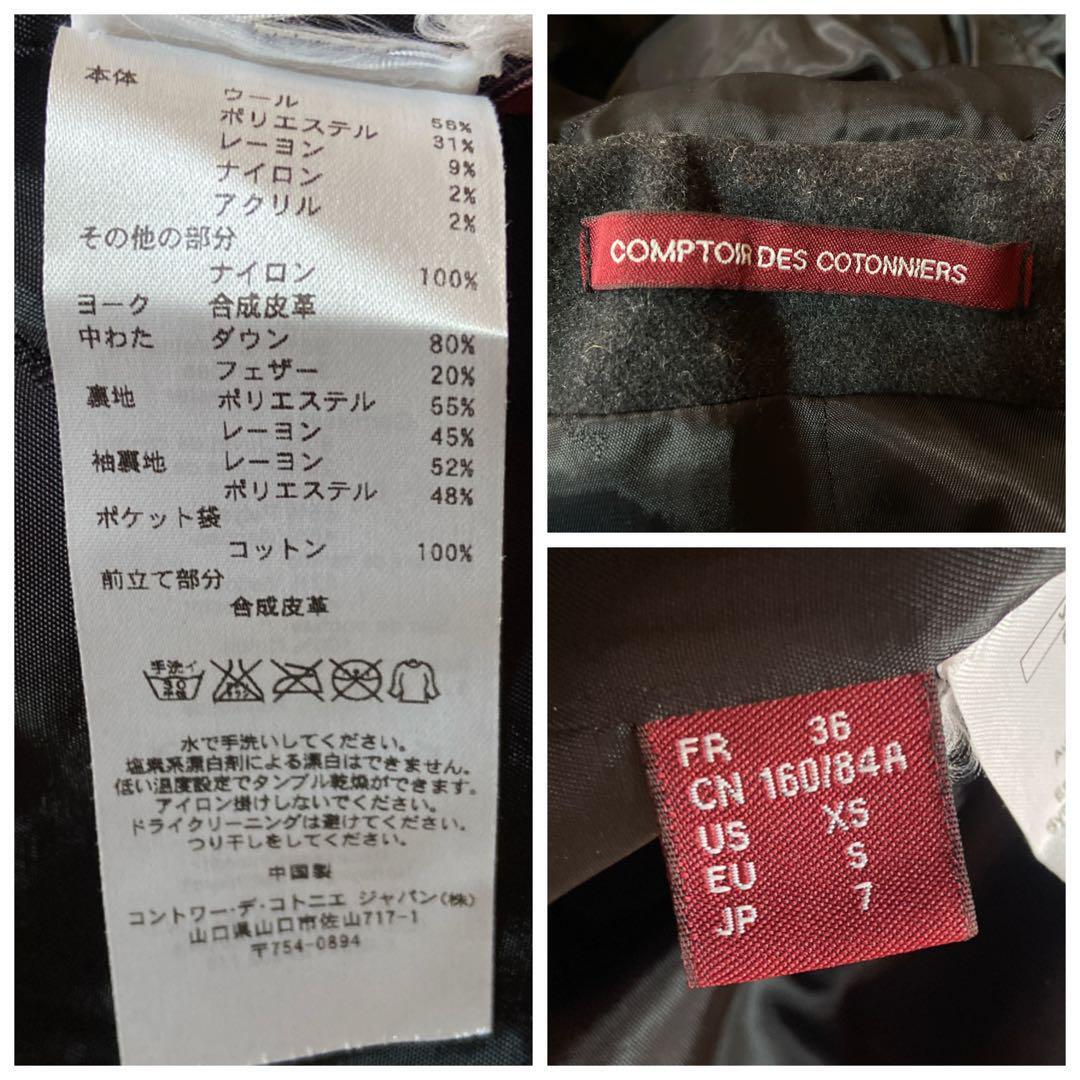 本体
ウール 56%
ポリエステル 31%
レーヨン 9%
ナイロン 2%
アクリル 2%
その他の部分
ナイロン 100%
ヨーク 合成皮革
中わた ダウン 80%
フェザー 20%
裏地 ポリエステル 55%
レーヨン 45%
袖裏地 レーヨン 52%
ポリエステル 48%
ポケット袋
コットン 100%
前立て部分
合成皮革
手洗イ
30
水で手洗いしてください。
塩素系漂白剤による漂白はできません。
低い温度設定でタンブル乾燥ができます。
アイロン掛けしないでください。
ドライクリーニングは避けてください。
つり干しをしてください。
中国製
コントワー·デ·コトニエ ジャパン(株)
山口県山口市佐山717-1
〒754-0894
COMPTOIR DES COTONNIERS
FR 36
CN 160/84A
US XS
EU S
JP 7